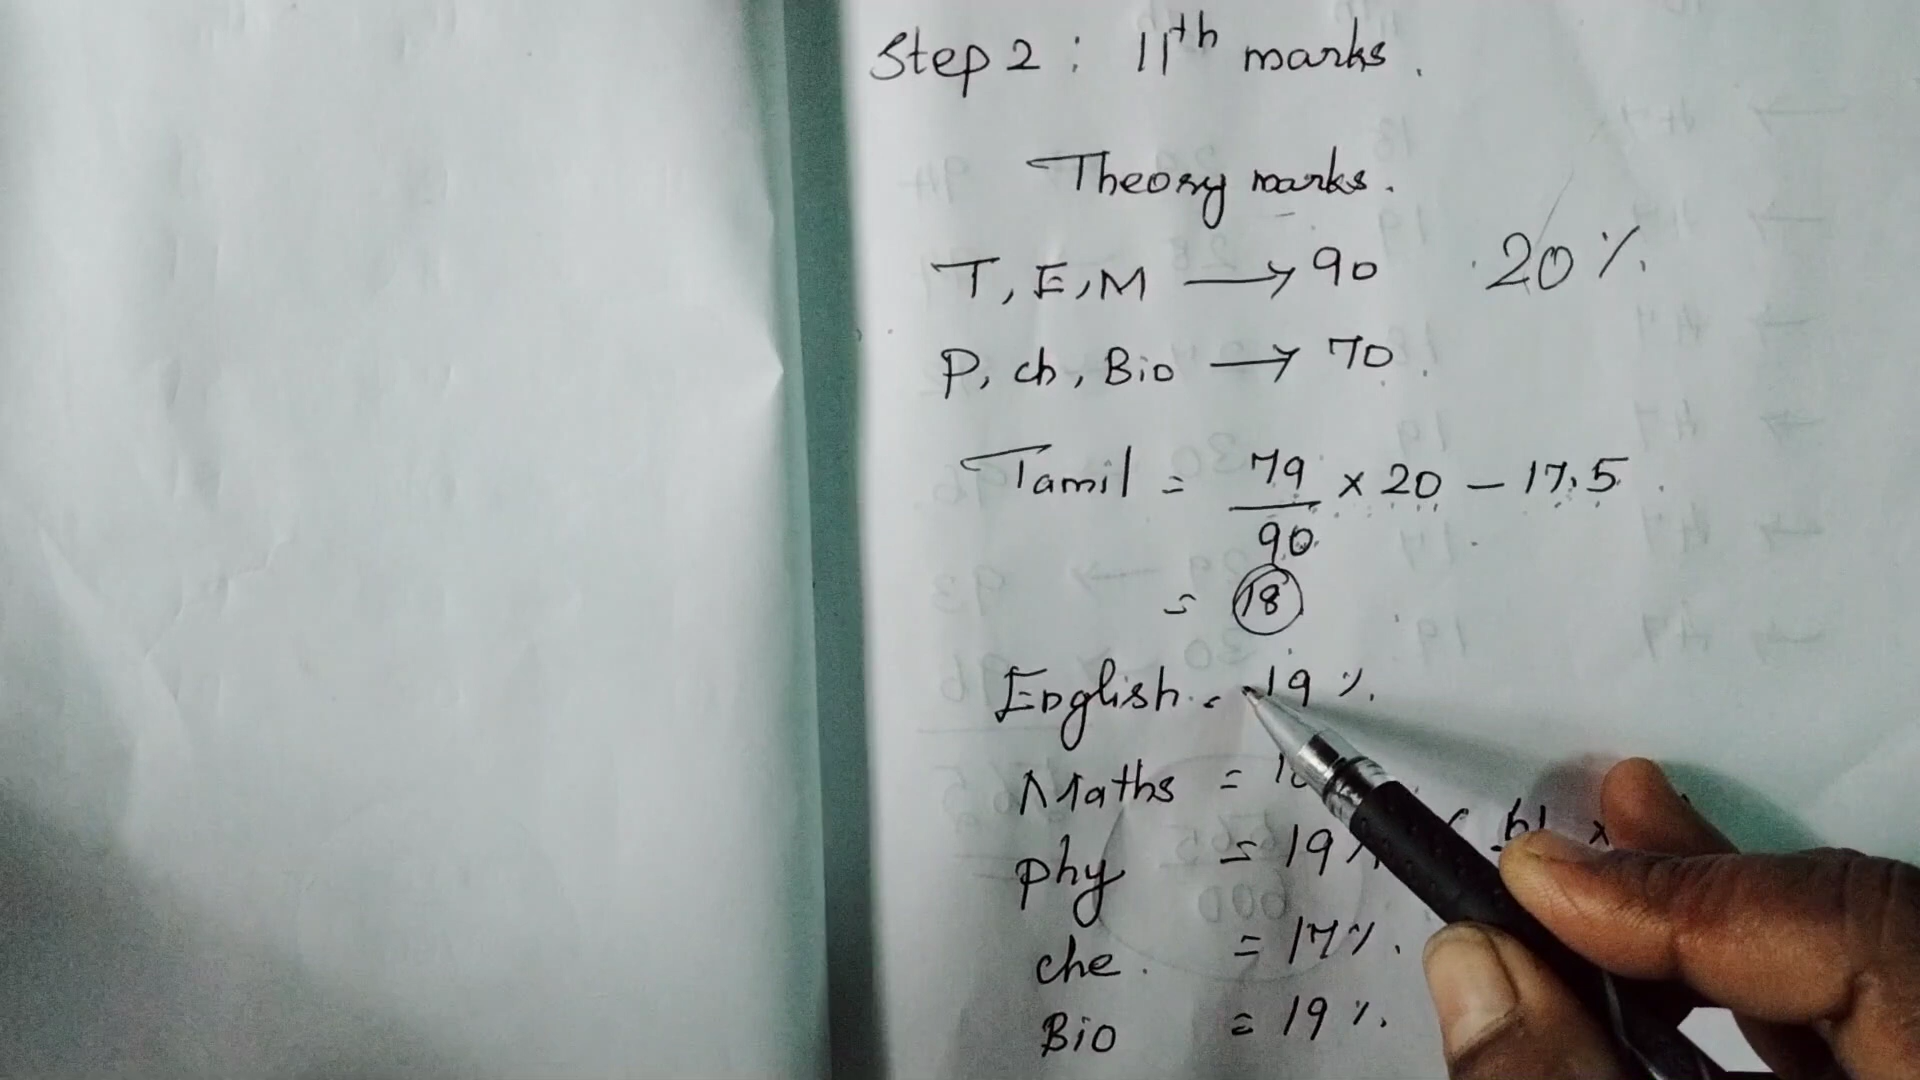 Step 2 : 11th marks.
Theory marks.
T, E, M → 90 20 %.
P, ch, Bio → 70
Tamil = 79/90 × 20 – 17.5
= 18
English = 19 %.
Maths =
phy = 19 % 61 ×
che. = 17 %.
Bio = 19 %.